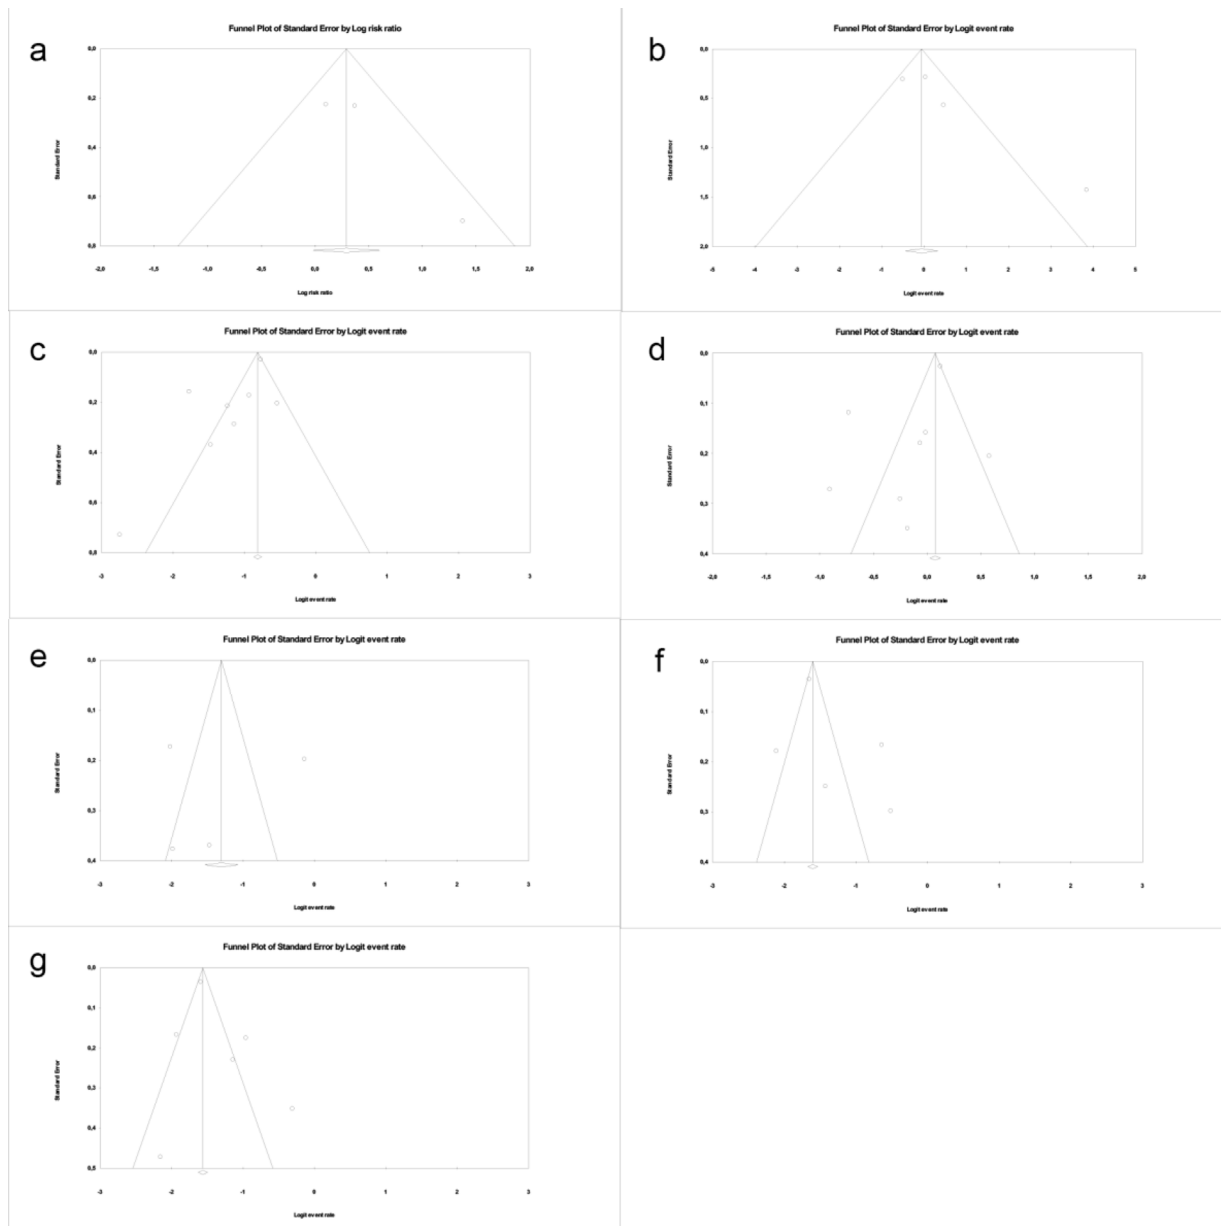 a
Funnel Plot of Standard Error by Log risk ratio
0,0
0,2
0,4
0,6
0,8
Standard Error
-2,0 -1,5 -1,0 -0,5 0,0 0,5 1,0 1,5 2,0
Log risk ratio
b
Funnel Plot of Standard Error by Logit event rate
0,0
0,5
1,0
1,5
2,0
Standard Error
-5 -4 -3 -2 -1 0 1 2 3 4 5
Logit event rate
c
Funnel Plot of Standard Error by Logit event rate
0,0
0,2
0,4
0,6
0,8
Standard Error
-3 -2 -1 0 1 2 3
Logit event rate
d
Funnel Plot of Standard Error by Logit event rate
0,0
0,1
0,2
0,3
0,4
Standard Error
-2,0 -1,5 -1,0 -0,5 0,0 0,5 1,0 1,5 2,0
Logit event rate
e
Funnel Plot of Standard Error by Logit event rate
0,0
0,1
0,2
0,3
0,4
Standard Error
-3 -2 -1 0 1 2 3
Logit event rate
f
Funnel Plot of Standard Error by Logit event rate
0,0
0,1
0,2
0,3
0,4
Standard Error
-3 -2 -1 0 1 2 3
Logit event rate
g
Funnel Plot of Standard Error by Logit event rate
0,0
0,1
0,2
0,3
0,4
0,5
Standard Error
-3 -2 -1 0 1 2 3
Logit event rate